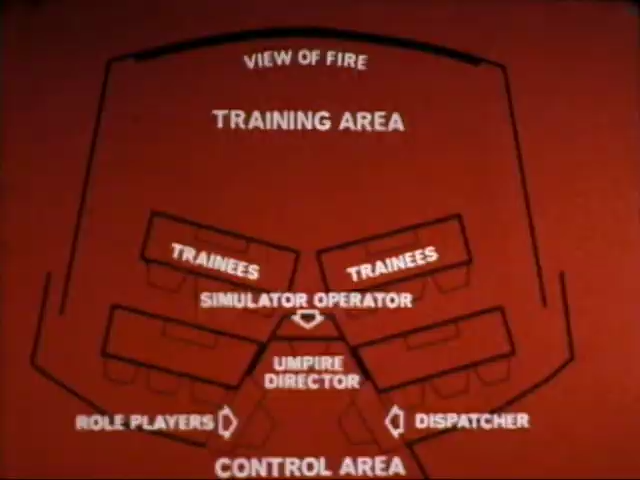 VIEW OF FIRE
TRAINING AREA
TRAINEES
TRAINEES
SIMULATOR OPERATOR
UMPIRE
DIRECTOR
ROLE PLAYERS
DISPATCHER
CONTROL AREA